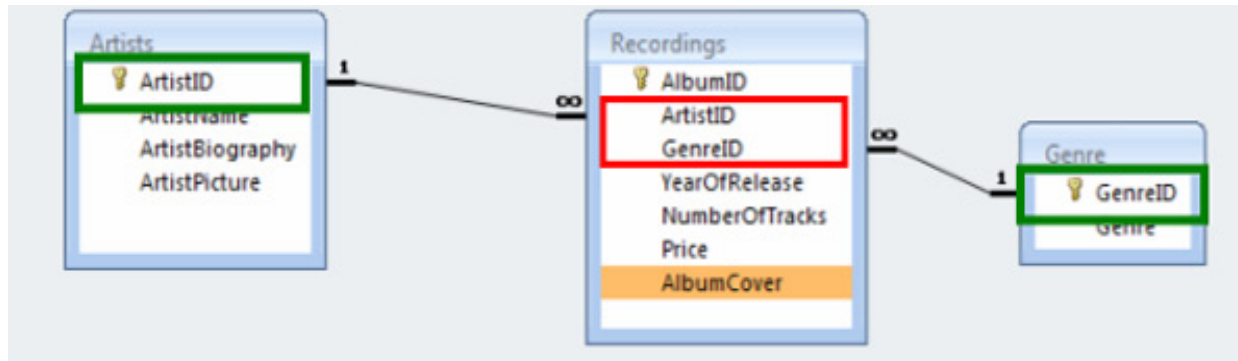 Artists
ArtistID
ArtistName
ArtistBiography
ArtistPicture
1
∞
Recordings
AlbumID
ArtistID
GenreID
YearOfRelease
NumberOfTracks
Price
AlbumCover
∞
1
Genre
GenreID
Genre